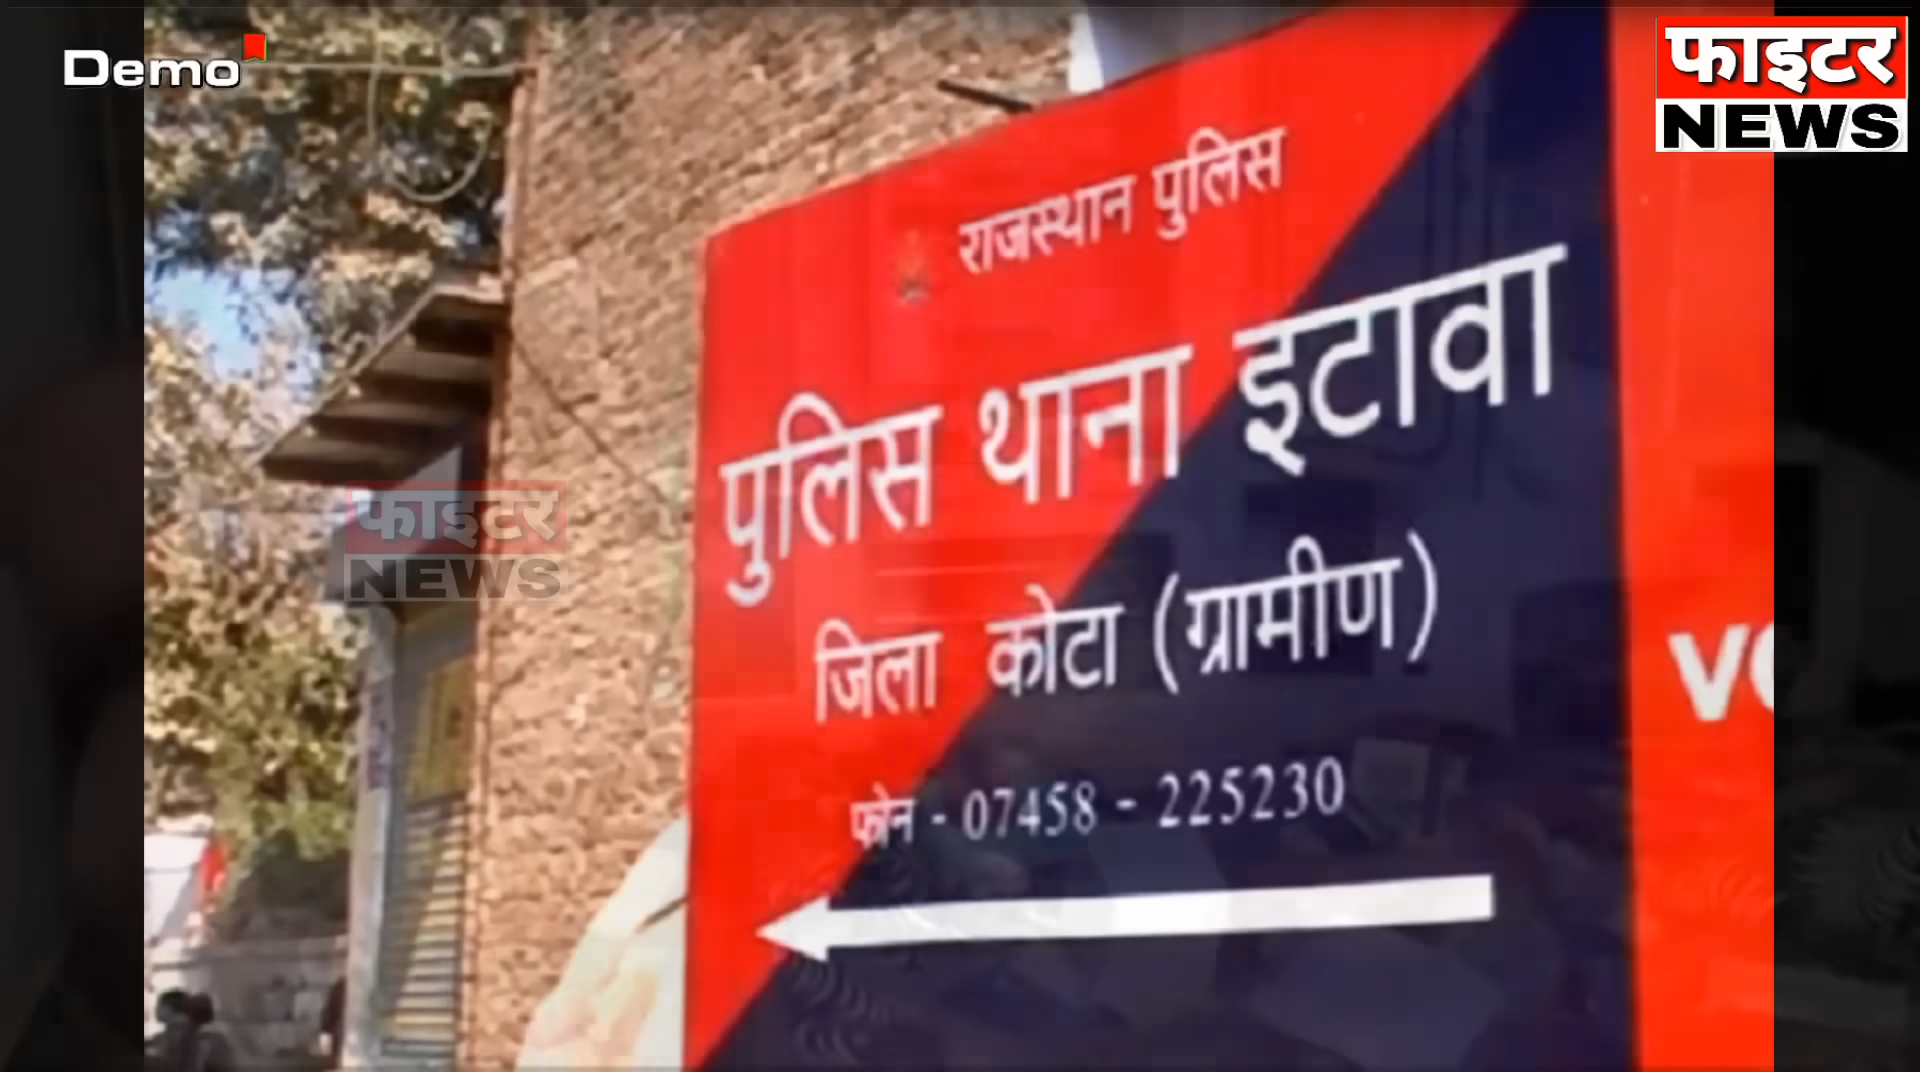 Demo
फाइटर
NEWS
राजस्थान पुलिस
पुलिस थाना इटावा
फाइटर
NEWS
जिला कोटा (ग्रामीण)
फोन - 07458 - 225230